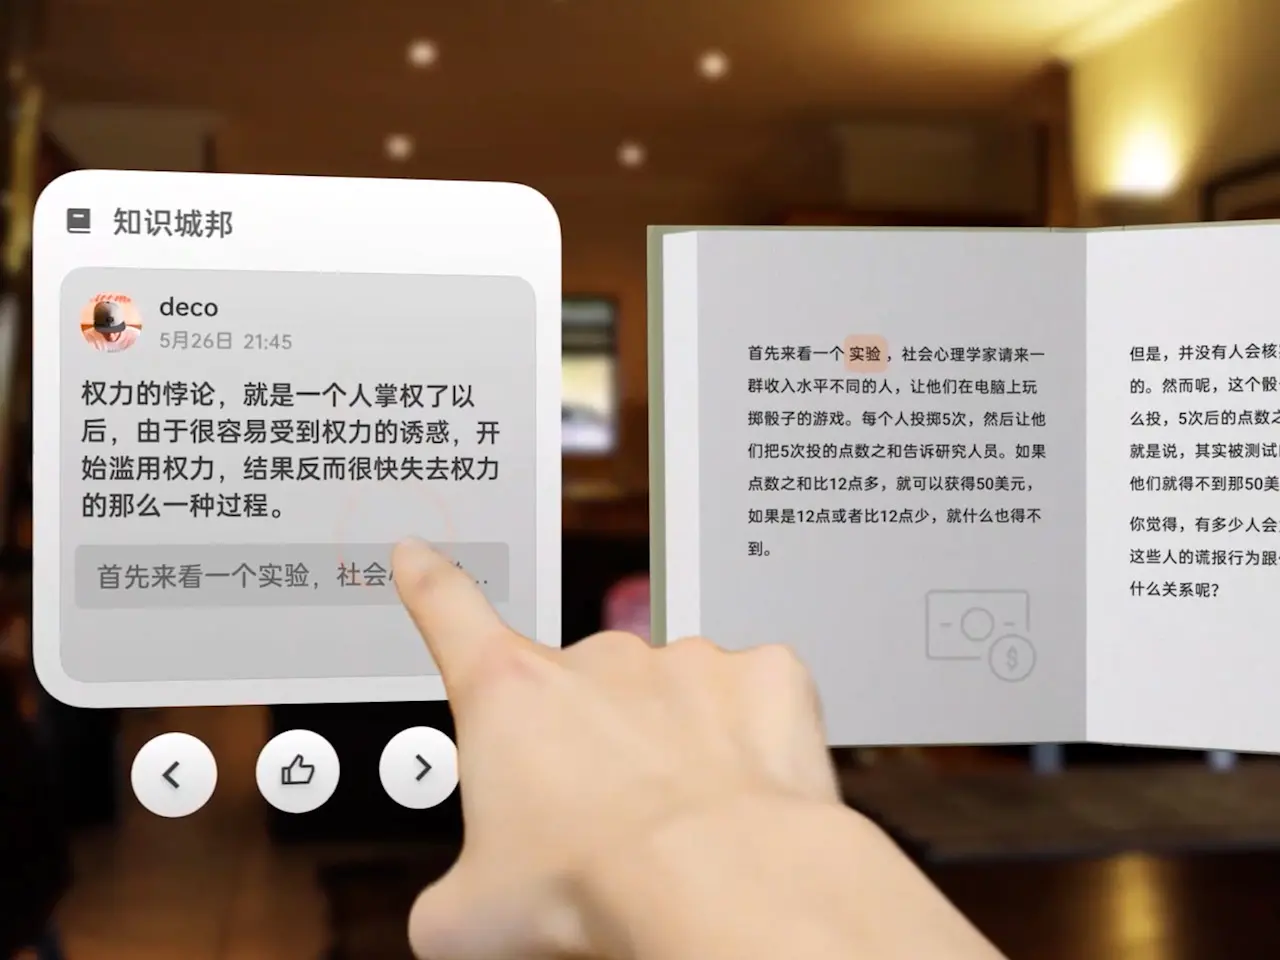 知识城邦
deco
5月26日 21:45
权力的悖论，就是一个人掌权了以
后，由于很容易受到权力的诱惑，开
始滥用权力，结果反而很快失去权力
的那么一种过程。
首先来看一个实验，社会
首先来看一个实验，社会心理学家请来一
群收入水平不同的人，让他们在电脑上玩
掷骰子的游戏。每个人投掷5次，然后让他
们把5次投的点数之和告诉研究人员。如果
点数之和比12点多，就可以获得50美元，
如果是12点或者比12点少，就什么也得不
到。
$
但是，并没有人会核
的。然而呢，这个骰
么投，5次后的点数之
就是说，其实被测试
他们就得不到那50美
你觉得，有多少人会
这些人的谎报行为跟
什么关系呢？